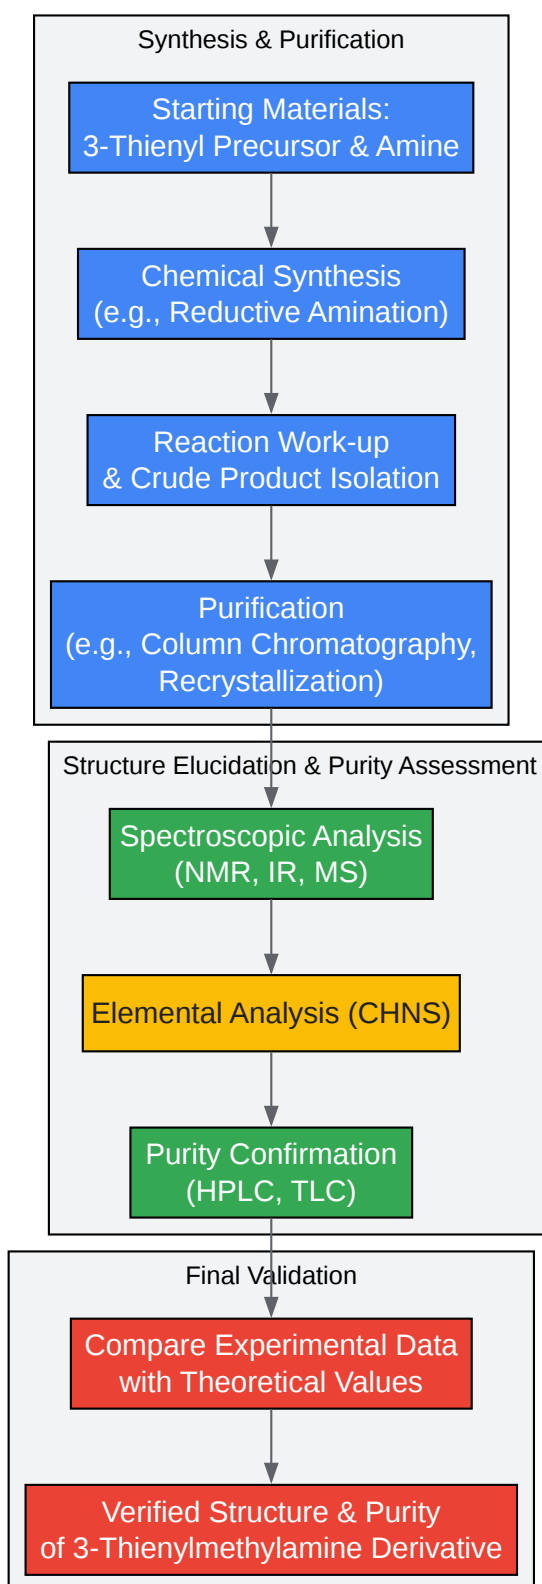 Synthesis & Purification
Starting Materials:
3-Thienyl Precursor & Amine
Chemical Synthesis
(e.g., Reductive Amination)
Reaction Work-up
& Crude Product Isolation
Purification
(e.g., Column Chromatography,
Recrystallization)
Structure Elucidation & Purity Assessment
Spectroscopic Analysis
(NMR, IR, MS)
Elemental Analysis (CHNS)
Purity Confirmation
(HPLC, TLC)
Final Validation
Compare Experimental Data
with Theoretical Values
Verified Structure & Purity
of 3-Thienylmethylamine Derivative